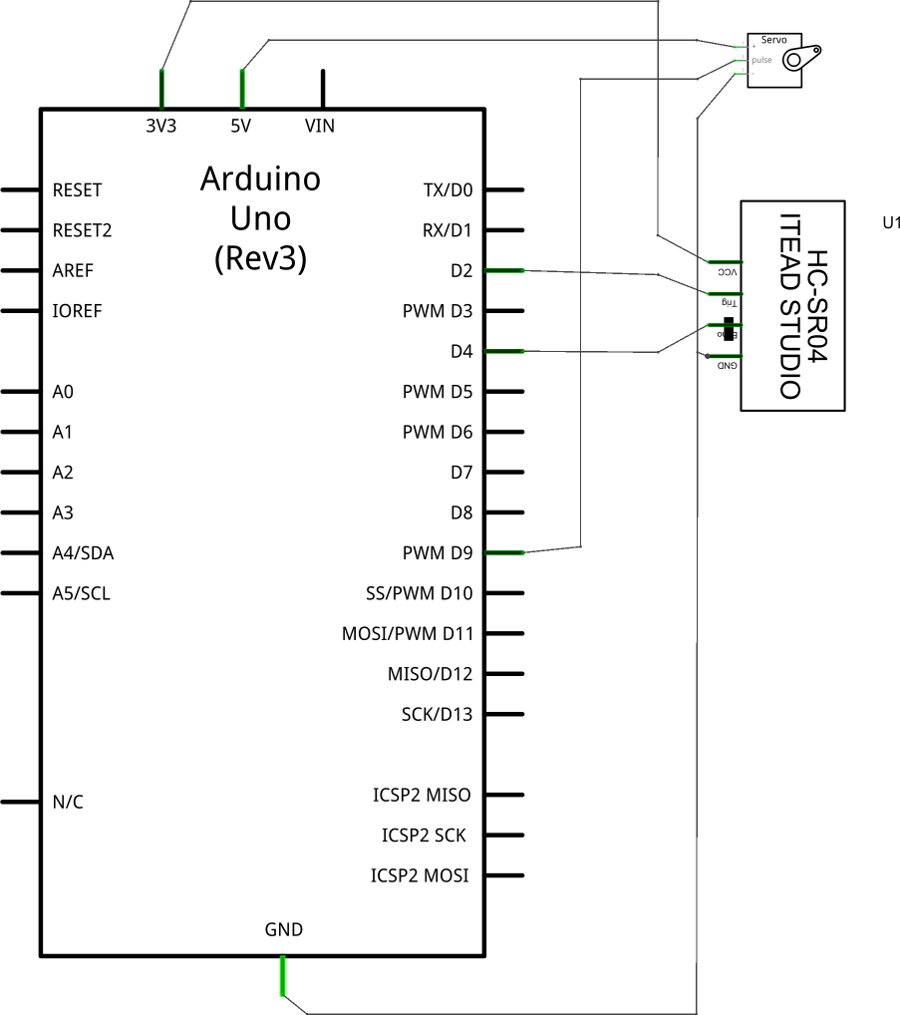 Servo
+
pulse
-
3V3
5V
VIN
Arduino
Uno
(Rev3)
RESET
RESET2
AREF
IOREF
A0
A1
A2
A3
A4/SDA
A5/SCL
N/C
TX/D0
RX/D1
D2
PWM D3
D4
PWM D5
PWM D6
D7
D8
PWM D9
SS/PWM D10
MOSI/PWM D11
MISO/D12
SCK/D13
ICSP2 MISO
ICSP2 SCK
ICSP2 MOSI
GND
VCC
Trig
GND
HC-SR04
ITEAD STUDIO
U1